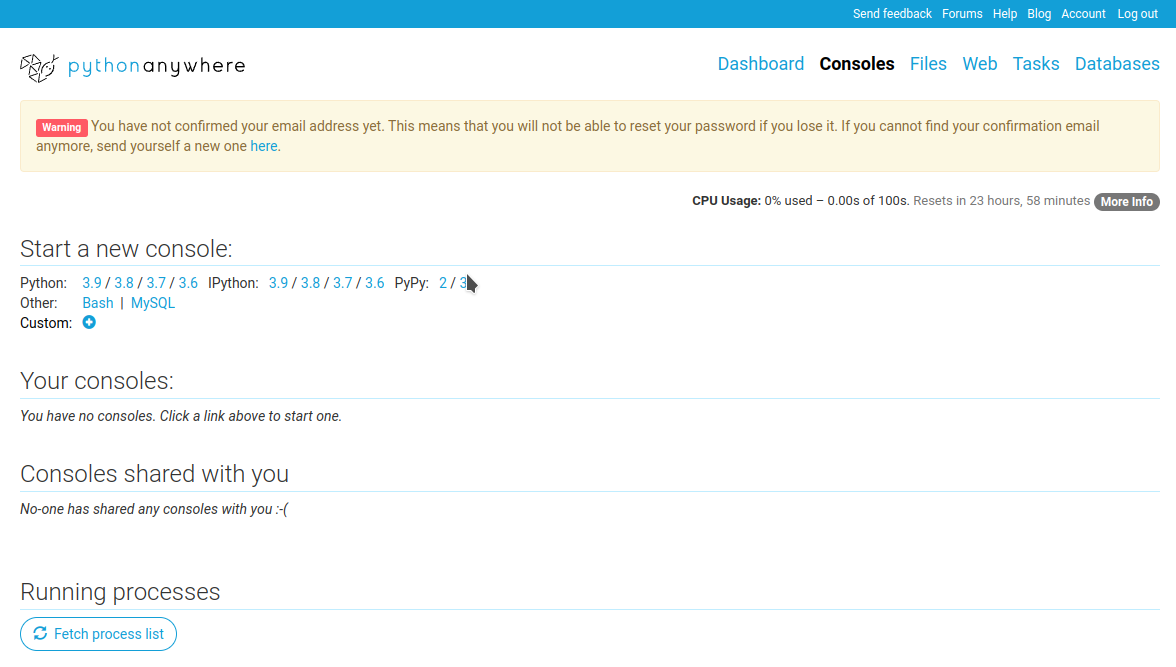 Send feedback Forums Help Blog Account Log out
pythonanywhere
Dashboard Consoles Files Web Tasks Databases
Warning You have not confirmed your email address yet. This means that you will not be able to reset your password if you lose it. If you cannot find your confirmation email
anymore, send yourself a new one here.
CPU Usage: 0% used – 0.00s of 100s. Resets in 23 hours, 58 minutes More Info
Start a new console:
Python: 3.9 / 3.8 / 3.7 / 3.6 IPython: 3.9 / 3.8 / 3.7 / 3.6 PyPy: 2 / 3
Other: Bash | MySQL
Custom:
Your consoles:
You have no consoles. Click a link above to start one.
Consoles shared with you
No-one has shared any consoles with you :-(
Running processes
Fetch process list